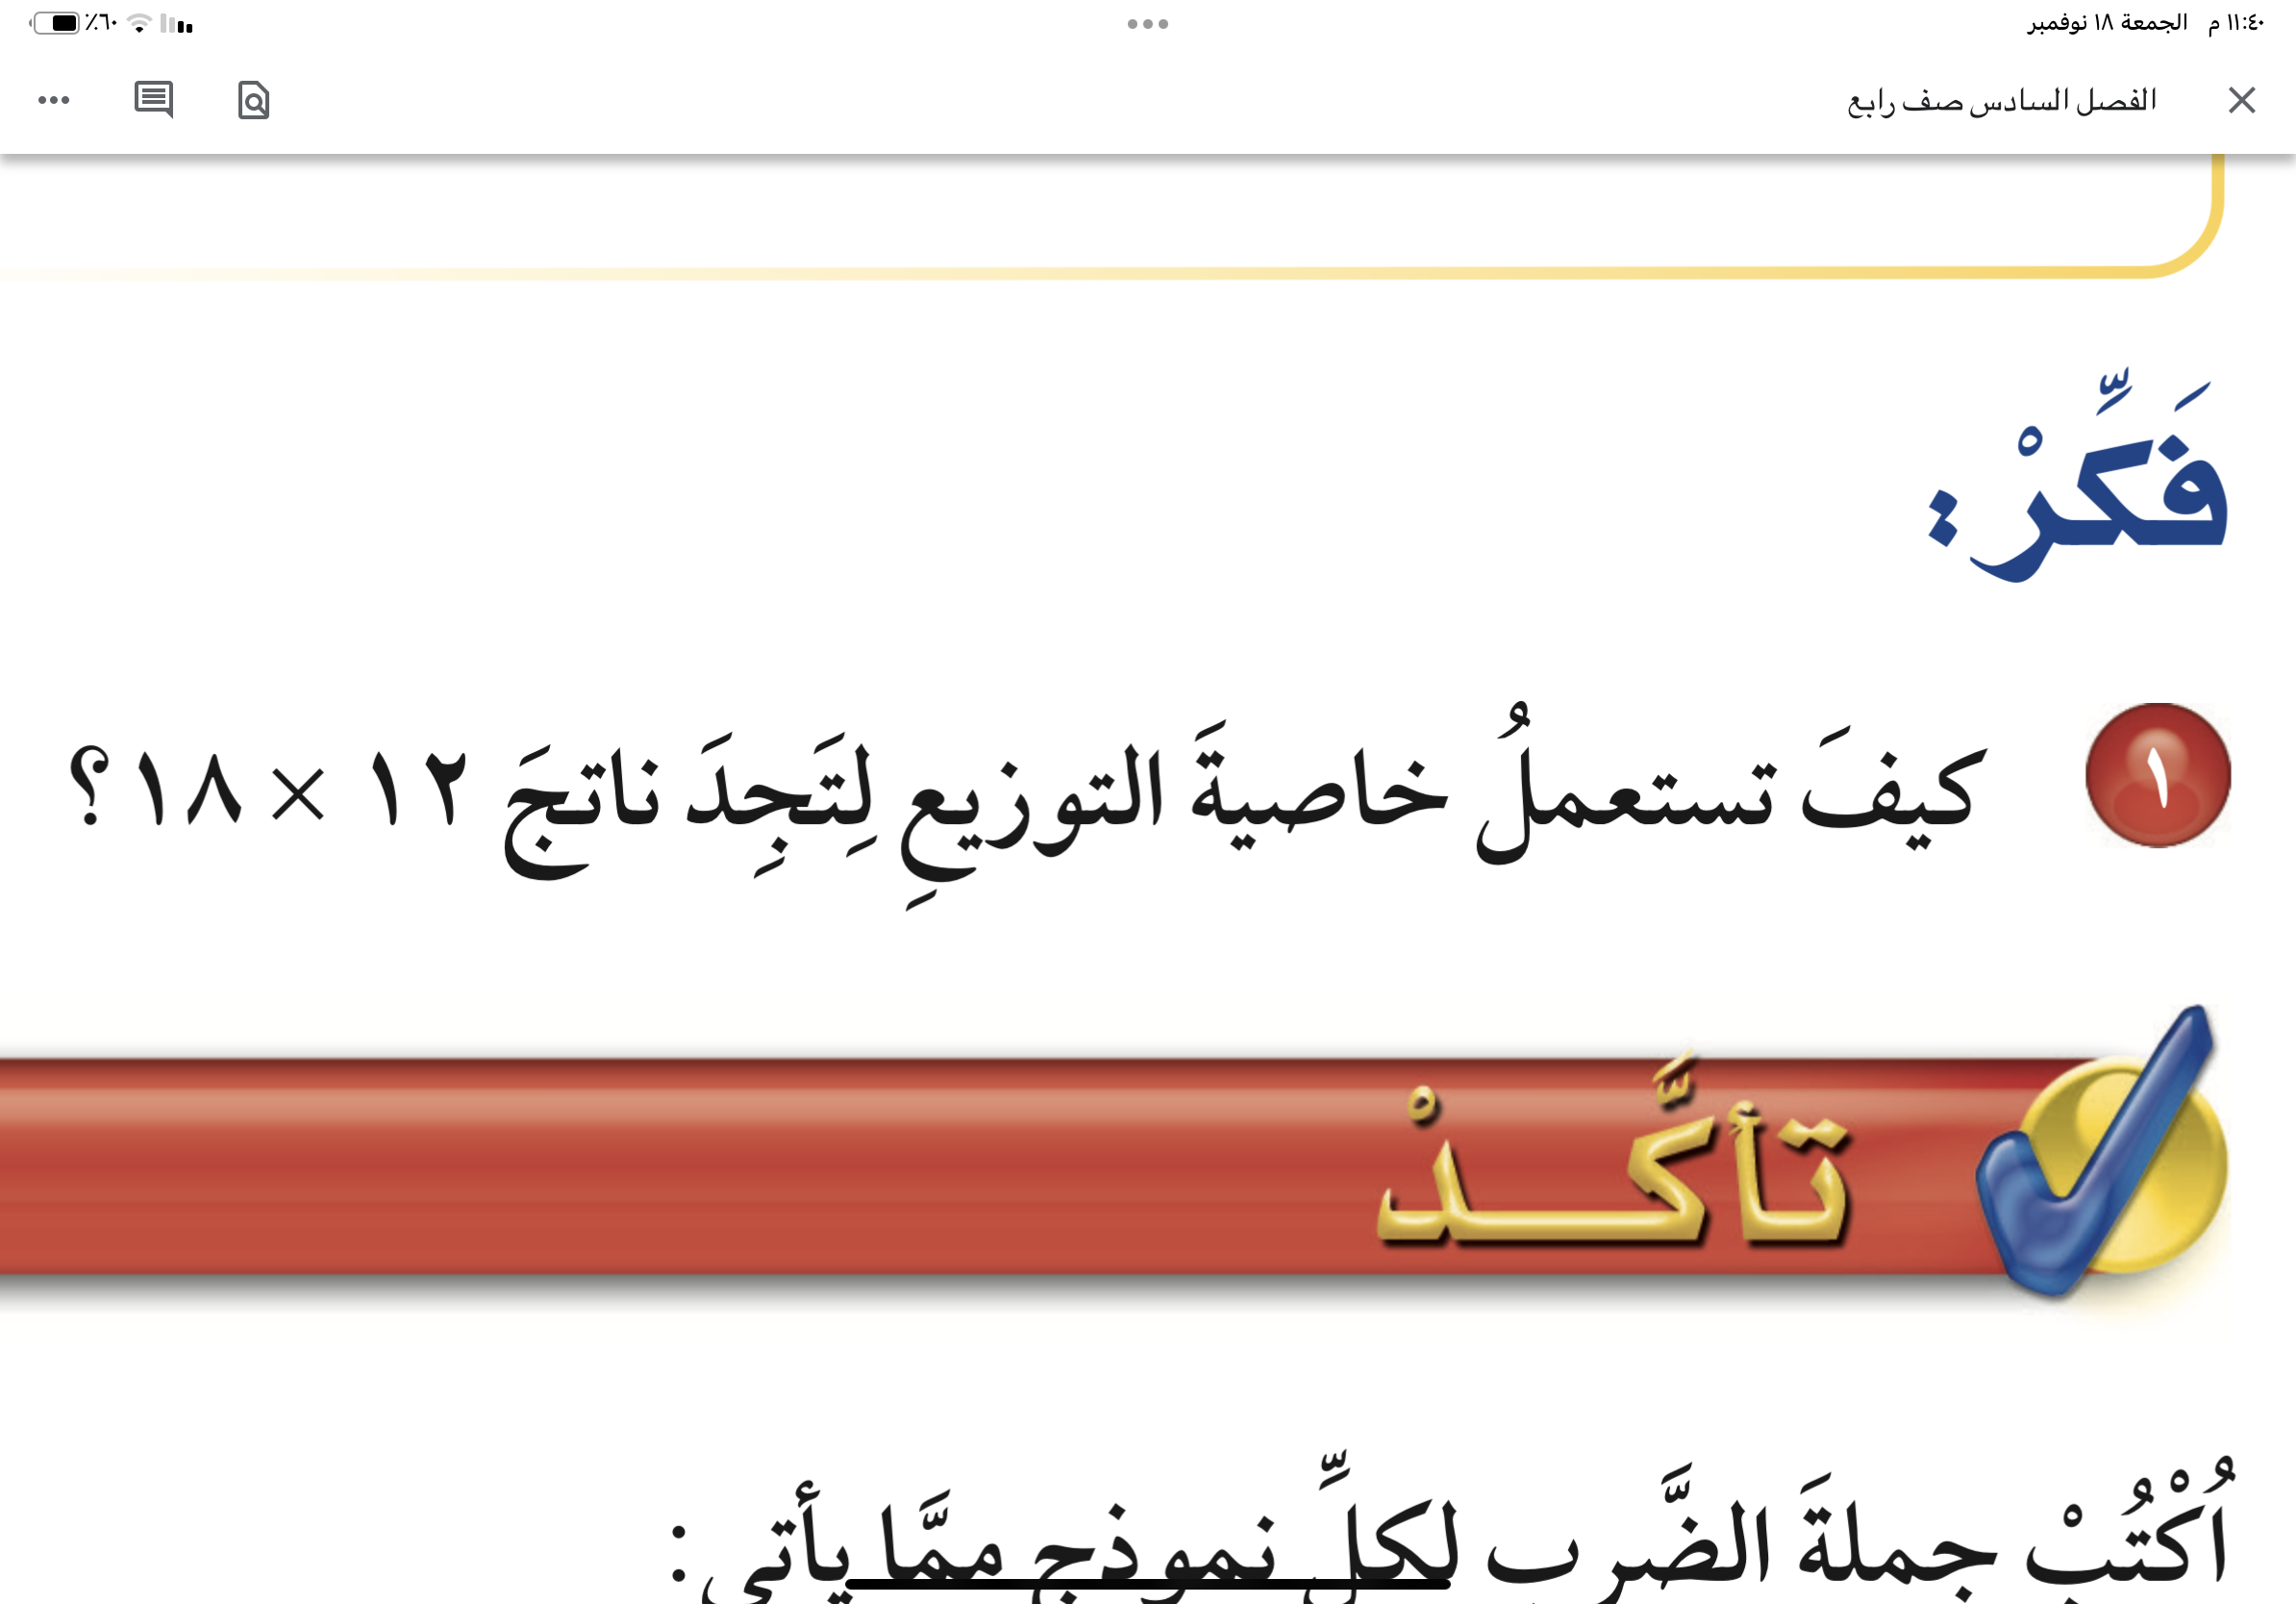 ١١:٤٠ م الجمعة ١٨ نوفمبر
٪٦٠
الفصل السادس صف رابع
فَكِّرْ:
١ كيفَ تستعملُ خاصيةَ التوزيعِ لِتَجِدَ ناتجَ ١٢ × ١٨ ؟
تأكَّدْ
اُكْتُبْ جملةَ الضَّرب لكلِّ نموذج ممَّا يأتي: